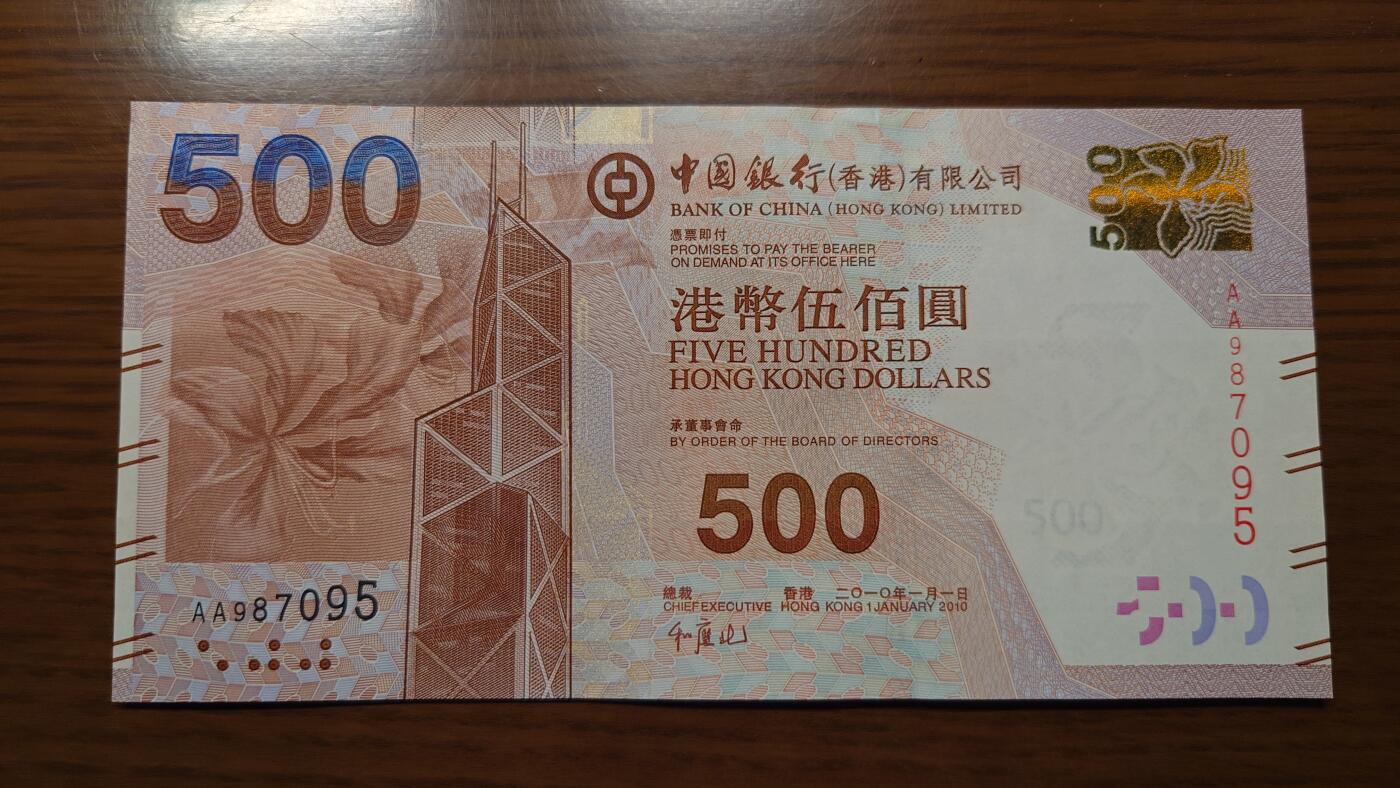 500
中国銀行(香港)有限公司
BANK OF CHINA (HONG KONG) LIMITED
憑票即付
PROMISES TO PAY THE BEARER
ON DEMAND AT ITS OFFICE HERE
500
港幣伍佰圓
FIVE HUNDRED
HONG KONG DOLLARS
AA987095
承董事會命
BY ORDER OF THE BOARD OF DIRECTORS
500
500
AA987095
總裁 香港 二〇一〇年一月一日
CHIEF EXECUTIVE HONG KONG 1 JANUARY 2010
500